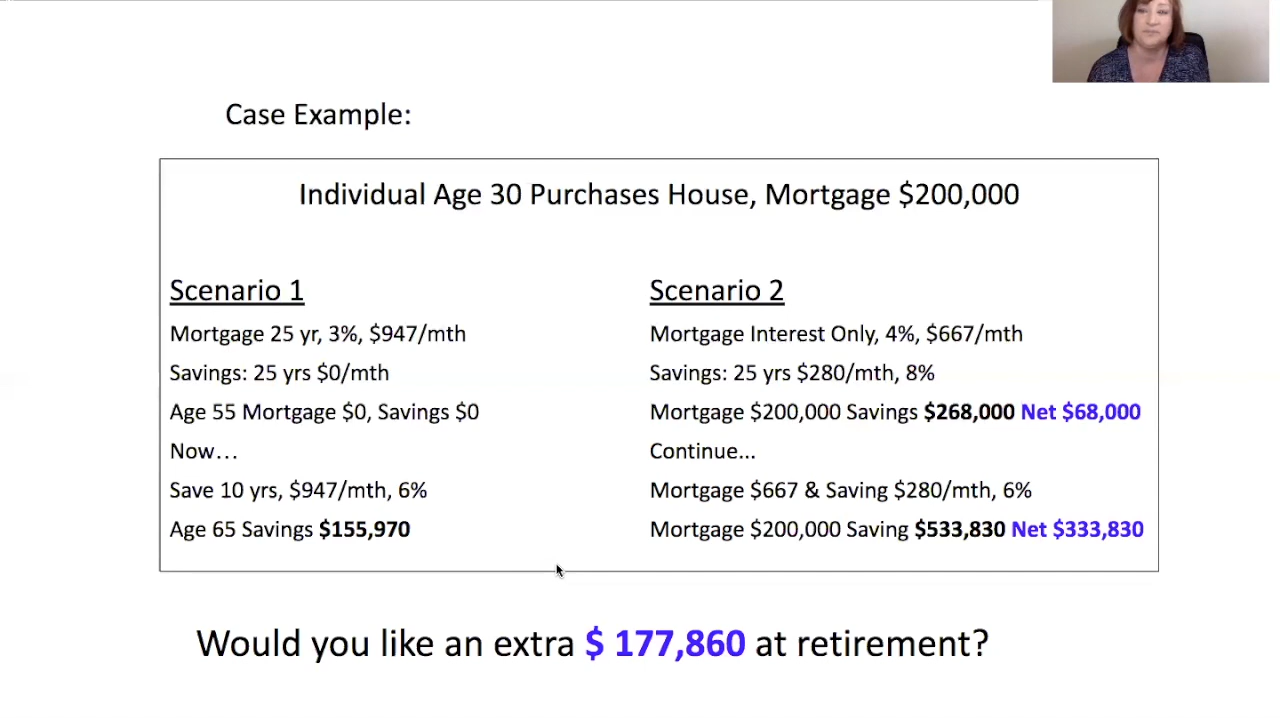 Case Example:
Individual Age 30 Purchases House, Mortgage $200,000
Scenario 1
Mortgage 25 yr, 3%, $947/mth
Savings: 25 yrs $0/mth
Age 55 Mortgage $0, Savings $0
Now…
Save 10 yrs, $947/mth, 6%
Age 65 Savings $155,970
Scenario 2
Mortgage Interest Only, 4%, $667/mth
Savings: 25 yrs $280/mth, 8%
Mortgage $200,000 Savings $268,000 Net $68,000
Continue...
Mortgage $667 & Saving $280/mth, 6%
Mortgage $200,000 Saving $533,830 Net $333,830
Would you like an extra $ 177,860 at retirement?